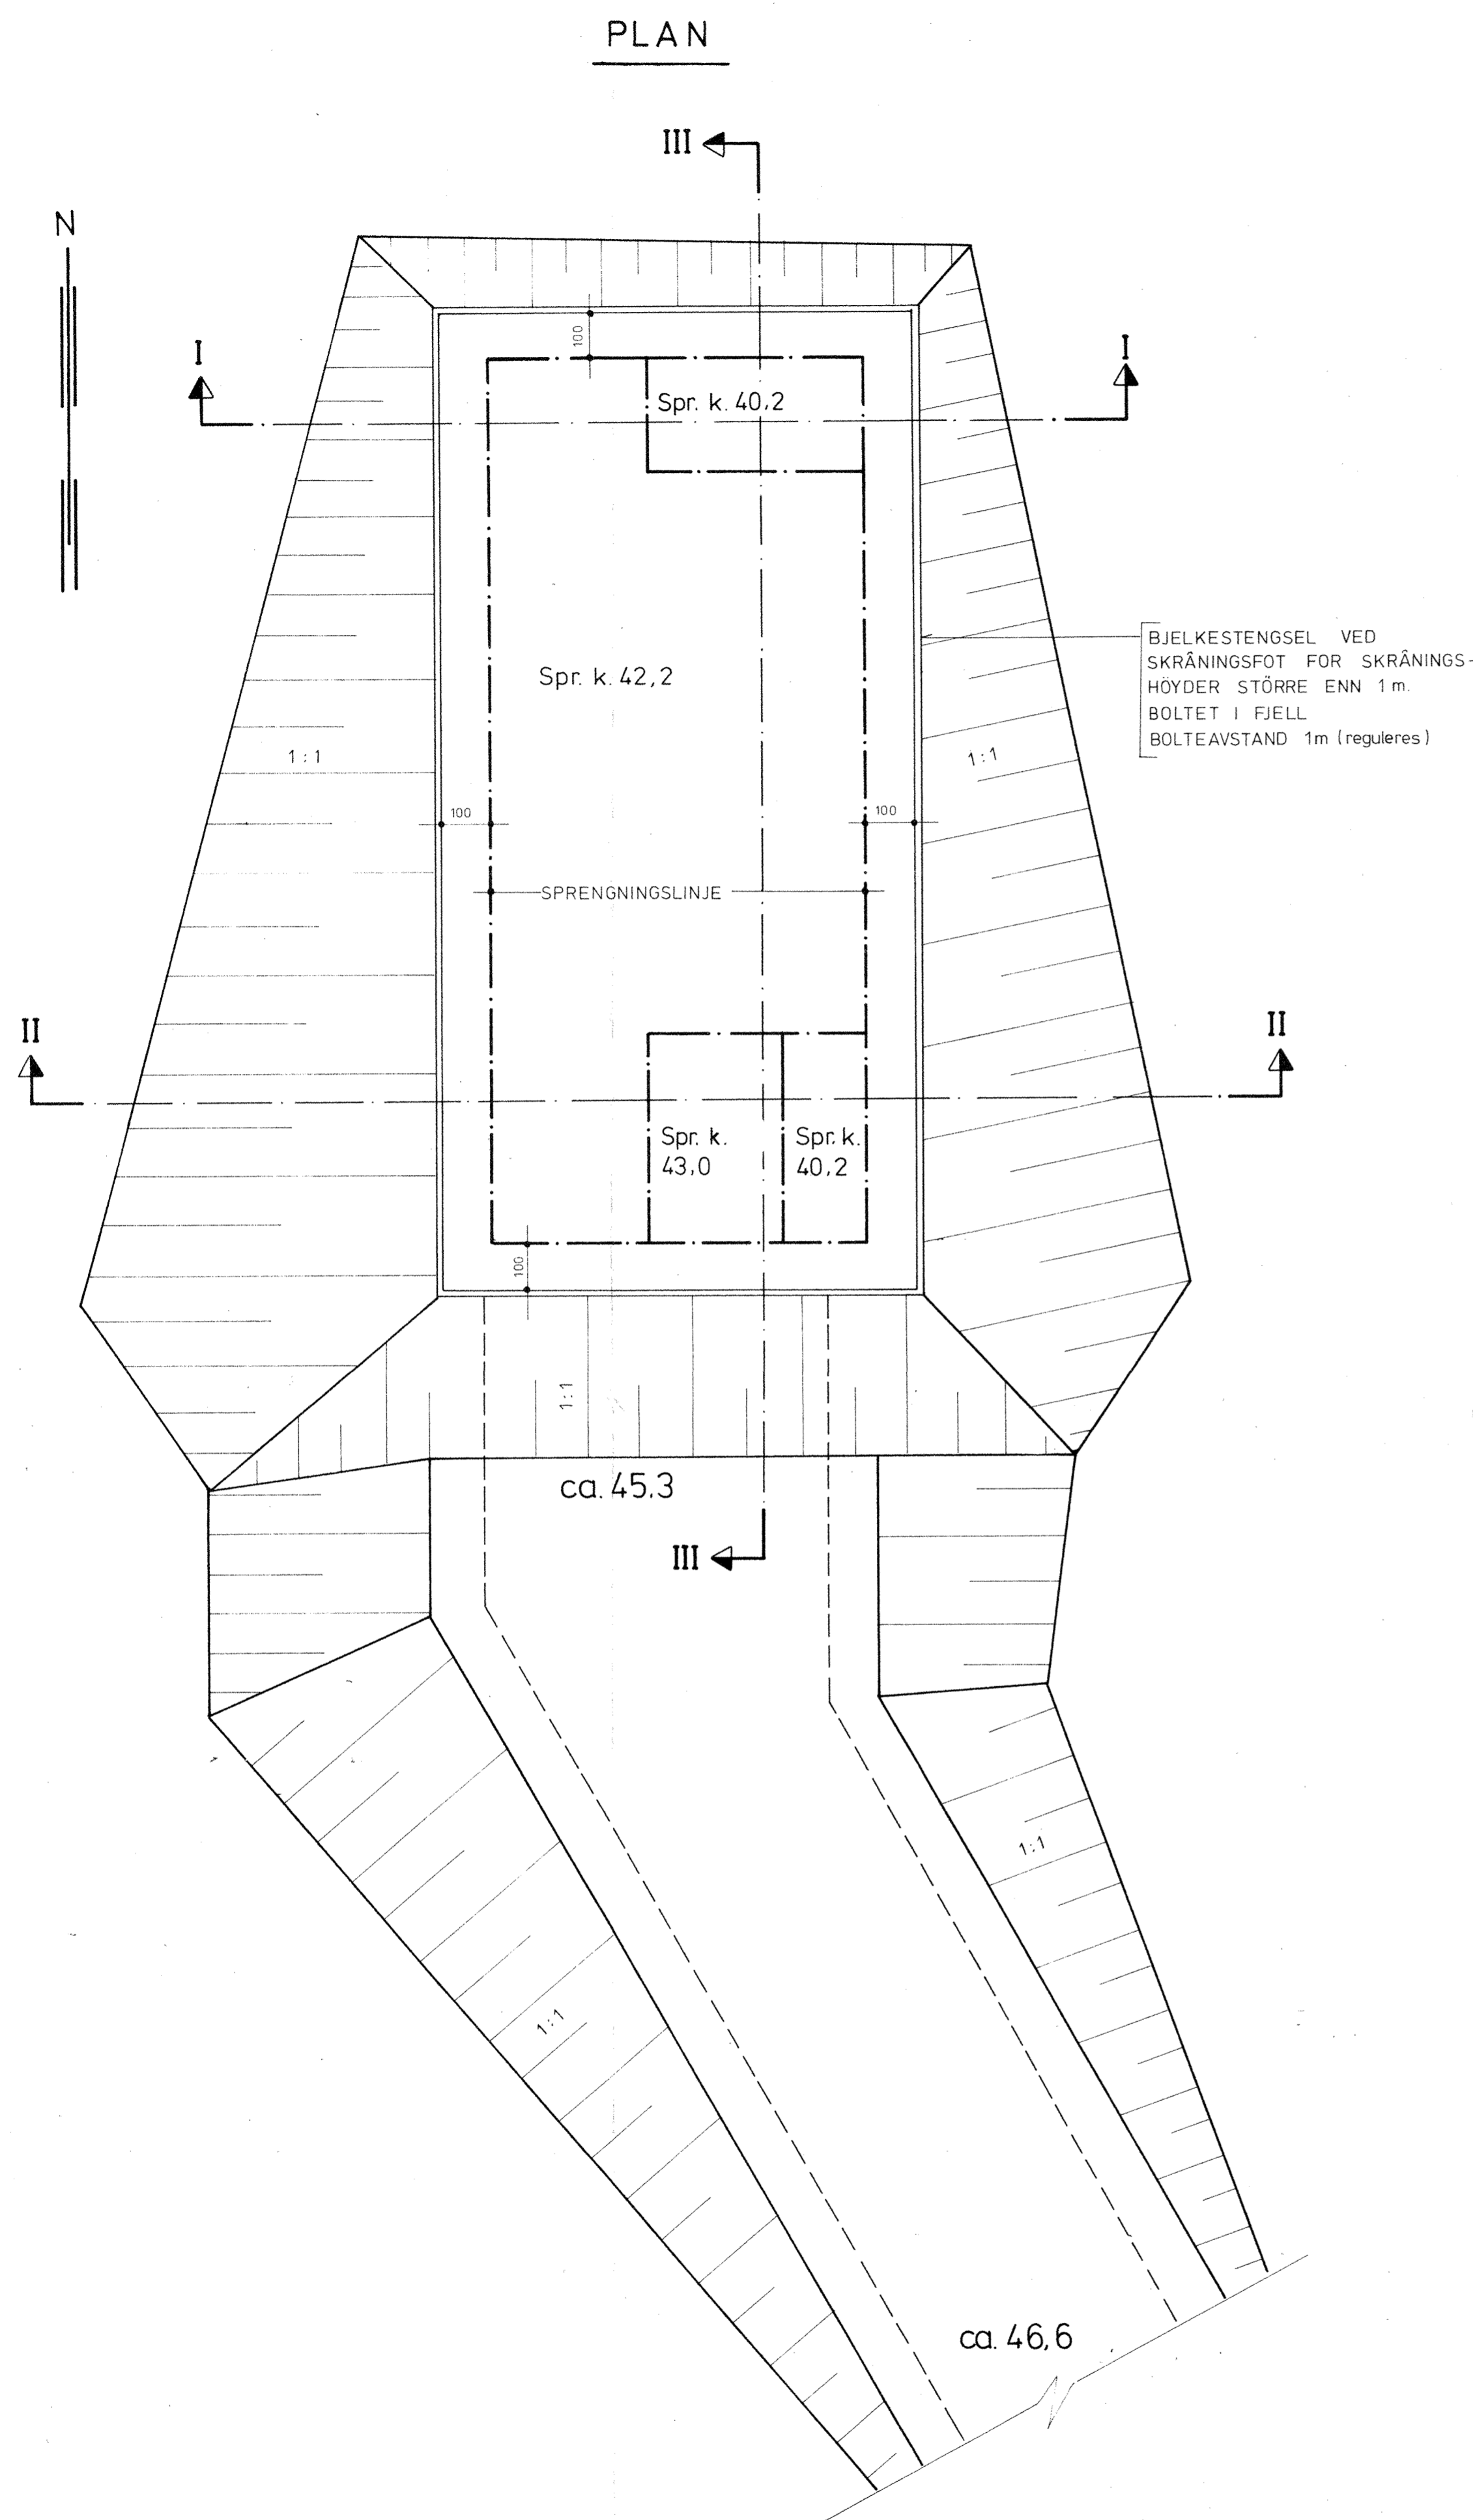 PLAN
III
N
I
I
100
Spr. k. 40,2
Spr. k. 42,2
BJELKESTENGSEL VED
SKRÅNINGSFOT FOR SKRÅNINGS-
HÖYDER STÖRRE ENN 1 m.
BOLTET I FJELL
BOLTEAVSTAND 1m (reguleres)
1:1
1:1
100
100
SPRENGNINGSLINJE
II
II
Spr. k.
43,0
Spr. k.
40,2
100
1:1
ca. 45.3
III
1:1
1:1
ca. 46,6